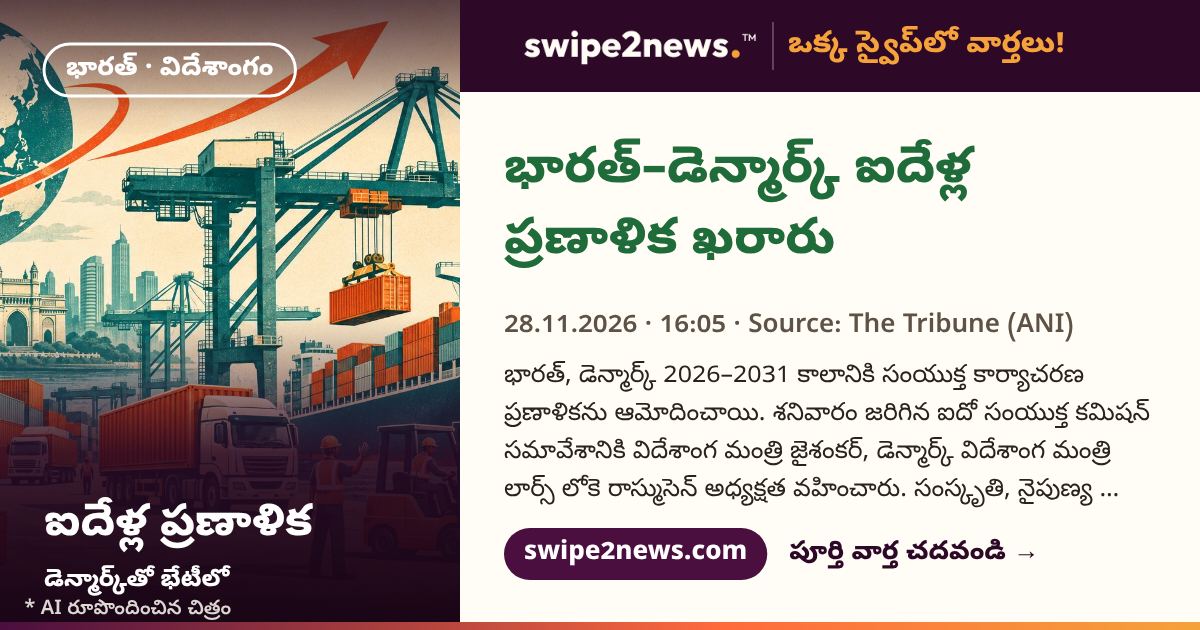 భారత్ · విదేశాంగం
ఐదేళ్ల ప్రణాళిక
డెన్మార్క్‌తో భేటీలో
* AI రూపొందించిన చిత్రం
swipe2news.™ ఒక్క స్వైప్‌లో వార్తలు!
భారత్–డెన్మార్క్ ఐదేళ్ల
ప్రణాళిక ఖరారు
28.11.2026 · 16:05 · Source: The Tribune (ANI)
భారత్, డెన్మార్క్ 2026–2031 కాలానికి సంయుక్త కార్యాచరణ
ప్రణాళికను ఆమోదించాయి. శనివారం జరిగిన ఐదో సంయుక్త కమిషన్
సమావేశానికి విదేశాంగ మంత్రి జైశంకర్, డెన్మార్క్ విదేశాంగ మంత్రి
లార్స్ లోకె రాస్ముసెన్ అధ్యక్షత వహించారు. సంస్కృతి, నైపుణ్య ...
swipe2news.com పూర్తి వార్త చదవండి →